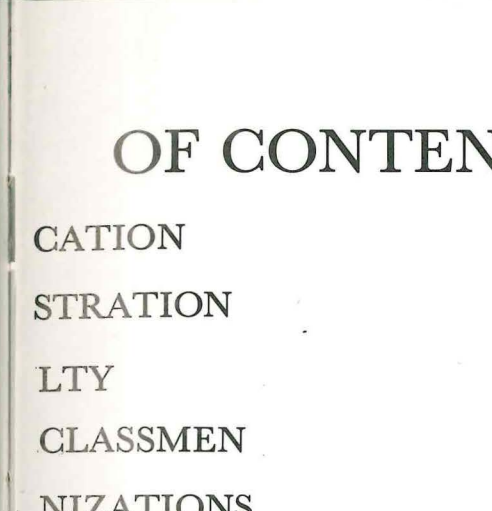 OF CONTEN
CATION
STRATION
LTY
CLASSMEN
NIZATIONS